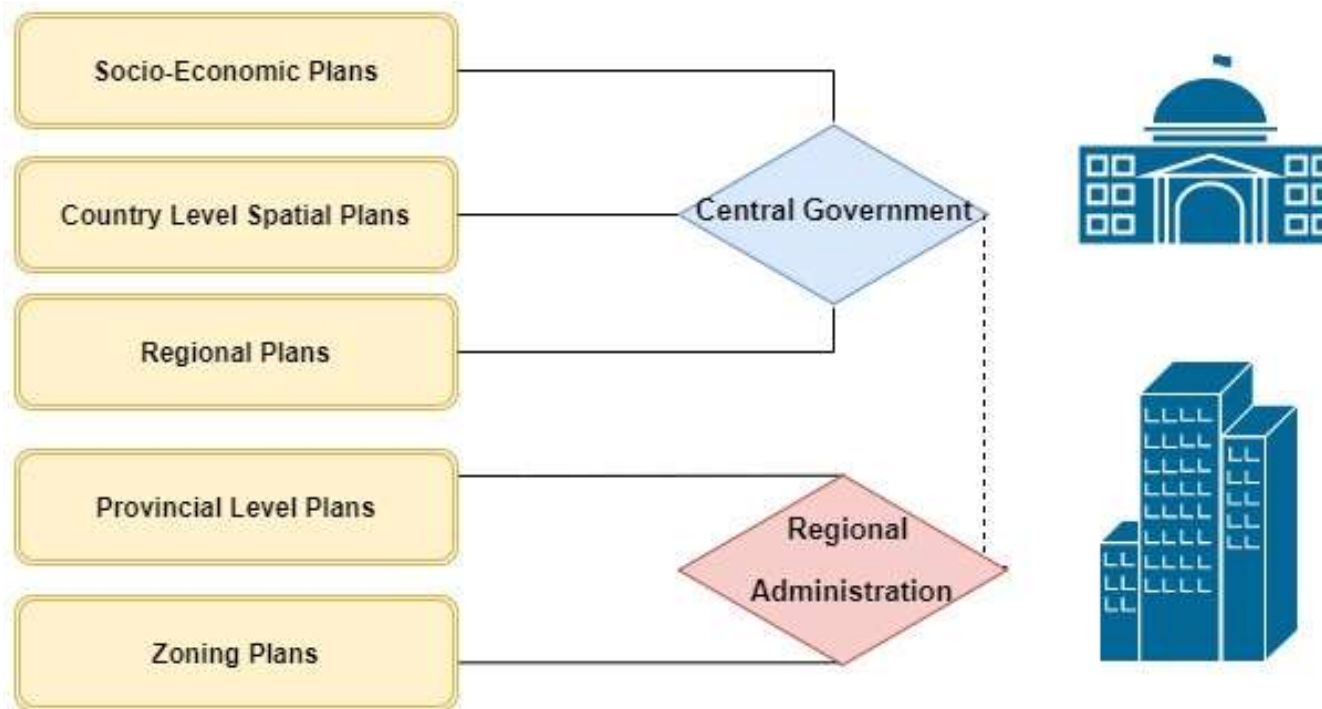 Socio-Economic Plans
Country Level Spatial Plans
Central Government
Regional Plans
Provincial Level Plans
Regional
Administration
Zoning Plans